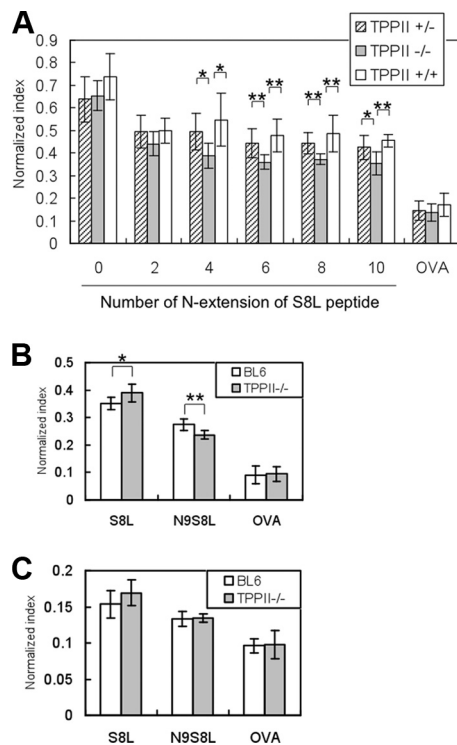 A
TPPII +/-
TPPII -/-
TPPII +/+
Normalized index
0.9
0.8
0.7
0.6
0.5
0.4
0.3
0.2
0.1
0
* * ** ** ** ** * **
0 2 4 6 8 10 OVA
Number of N-extension of S8L peptide
B
BL6
TPPII-/-
Normalized index
0.5
0.4
0.3
0.2
0.1
0
* **
S8L N9S8L OVA
C
BL6
TPPII-/-
Normalized index
0.2
0.15
0.1
0.05
0
S8L N9S8L OVA